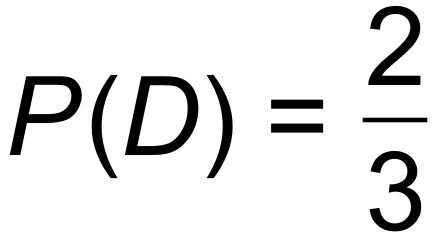 P(D) = 2/3